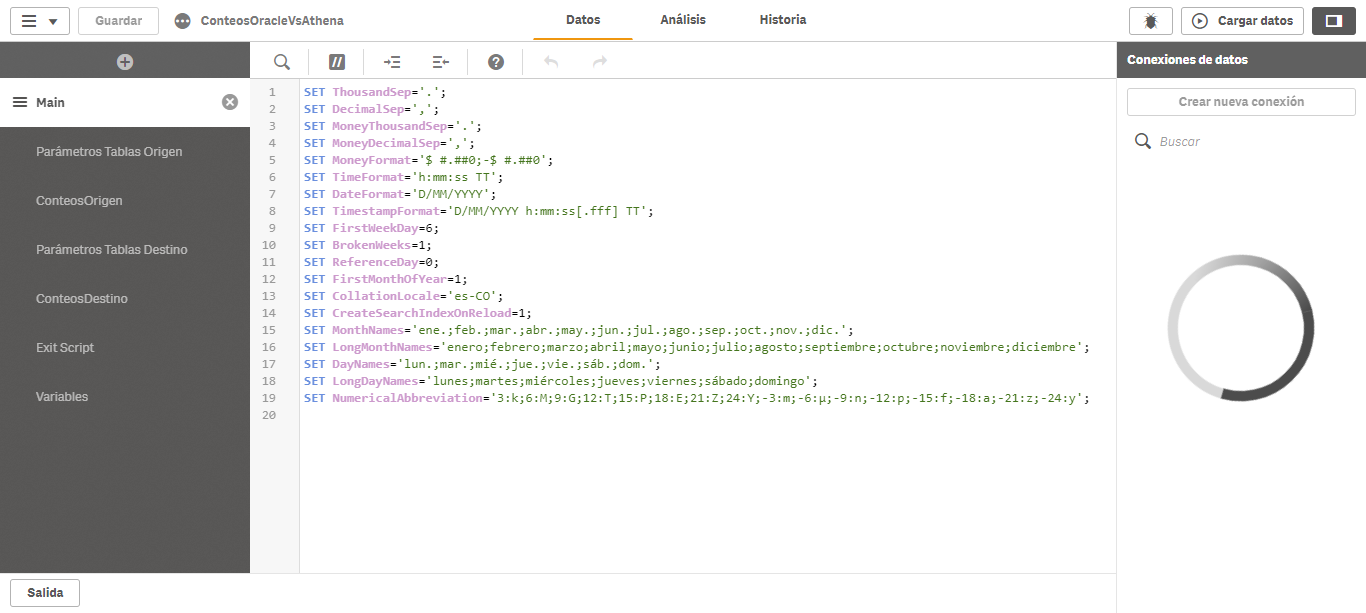 Guardar
ConteosOracleVsAthena
Datos
Análisis
Historia
Cargar datos
Conexiones de datos
Main
Crear nueva conexión
Buscar
Parámetros Tablas Origen
ConteosOrigen
Parámetros Tablas Destino
ConteosDestino
Exit Script
Variables
1 SET ThousandSep='.';
2 SET DecimalSep=',';
3 SET MoneyThousandSep='.';
4 SET MoneyDecimalSep=',';
5 SET MoneyFormat='$ #.##0;-$ #.##0';
6 SET TimeFormat='h:mm:ss TT';
7 SET DateFormat='D/MM/YYYY';
8 SET TimestampFormat='D/MM/YYYY h:mm:ss[.fff] TT';
9 SET FirstWeekDay=6;
10 SET BrokenWeeks=1;
11 SET ReferenceDay=0;
12 SET FirstMonthOfYear=1;
13 SET CollationLocale='es-CO';
14 SET CreateSearchIndexOnReload=1;
15 SET MonthNames='ene.;feb.;mar.;abr.;may.;jun.;jul.;ago.;sep.;oct.;nov.;dic.';
16 SET LongMonthNames='enero;febrero;marzo;abril;mayo;junio;julio;agosto;septiembre;octubre;noviembre;diciembre';
17 SET DayNames='lun.;mar.;mié.;jue.;vie.;sáb.;dom.';
18 SET LongDayNames='lunes;martes;miércoles;jueves;viernes;sábado;domingo';
19 SET NumericalAbbreviation='3:k;6:M;9:G;12:T;15:P;18:E;21:Z;24:Y;-3:m;-6:μ;-9:n;-12:p;-15:f;-18:a;-21:z;-24:y';
20
Salida